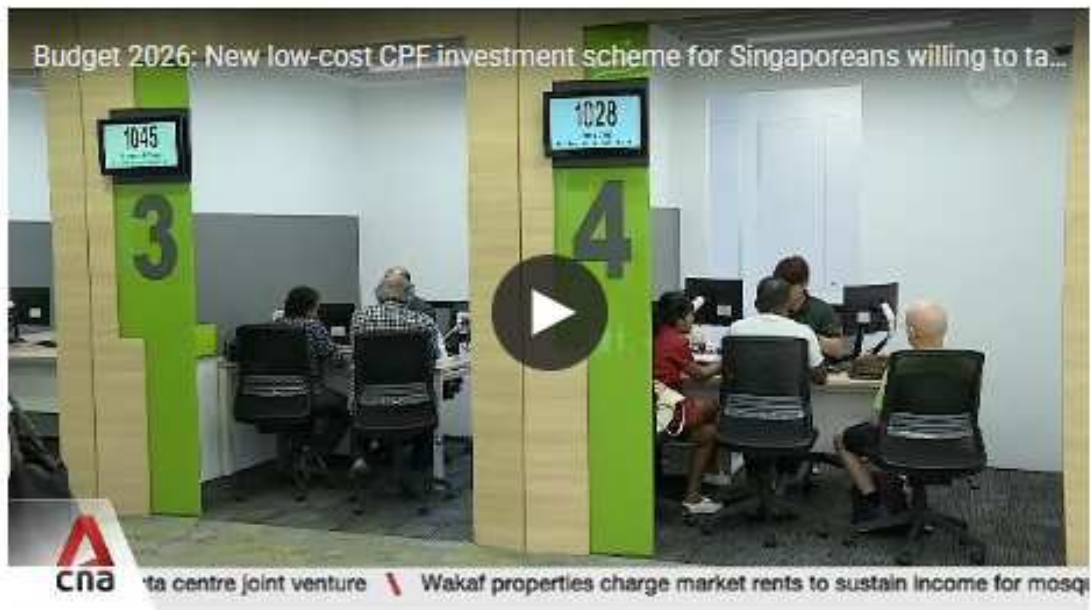 Budget 2026: New low-cost CPF investment scheme for Singaporeans willing to ta...
1045
1028
3
4
cna
ta centre joint venture \ Wakaf properties charge market rents to sustain income for mosq